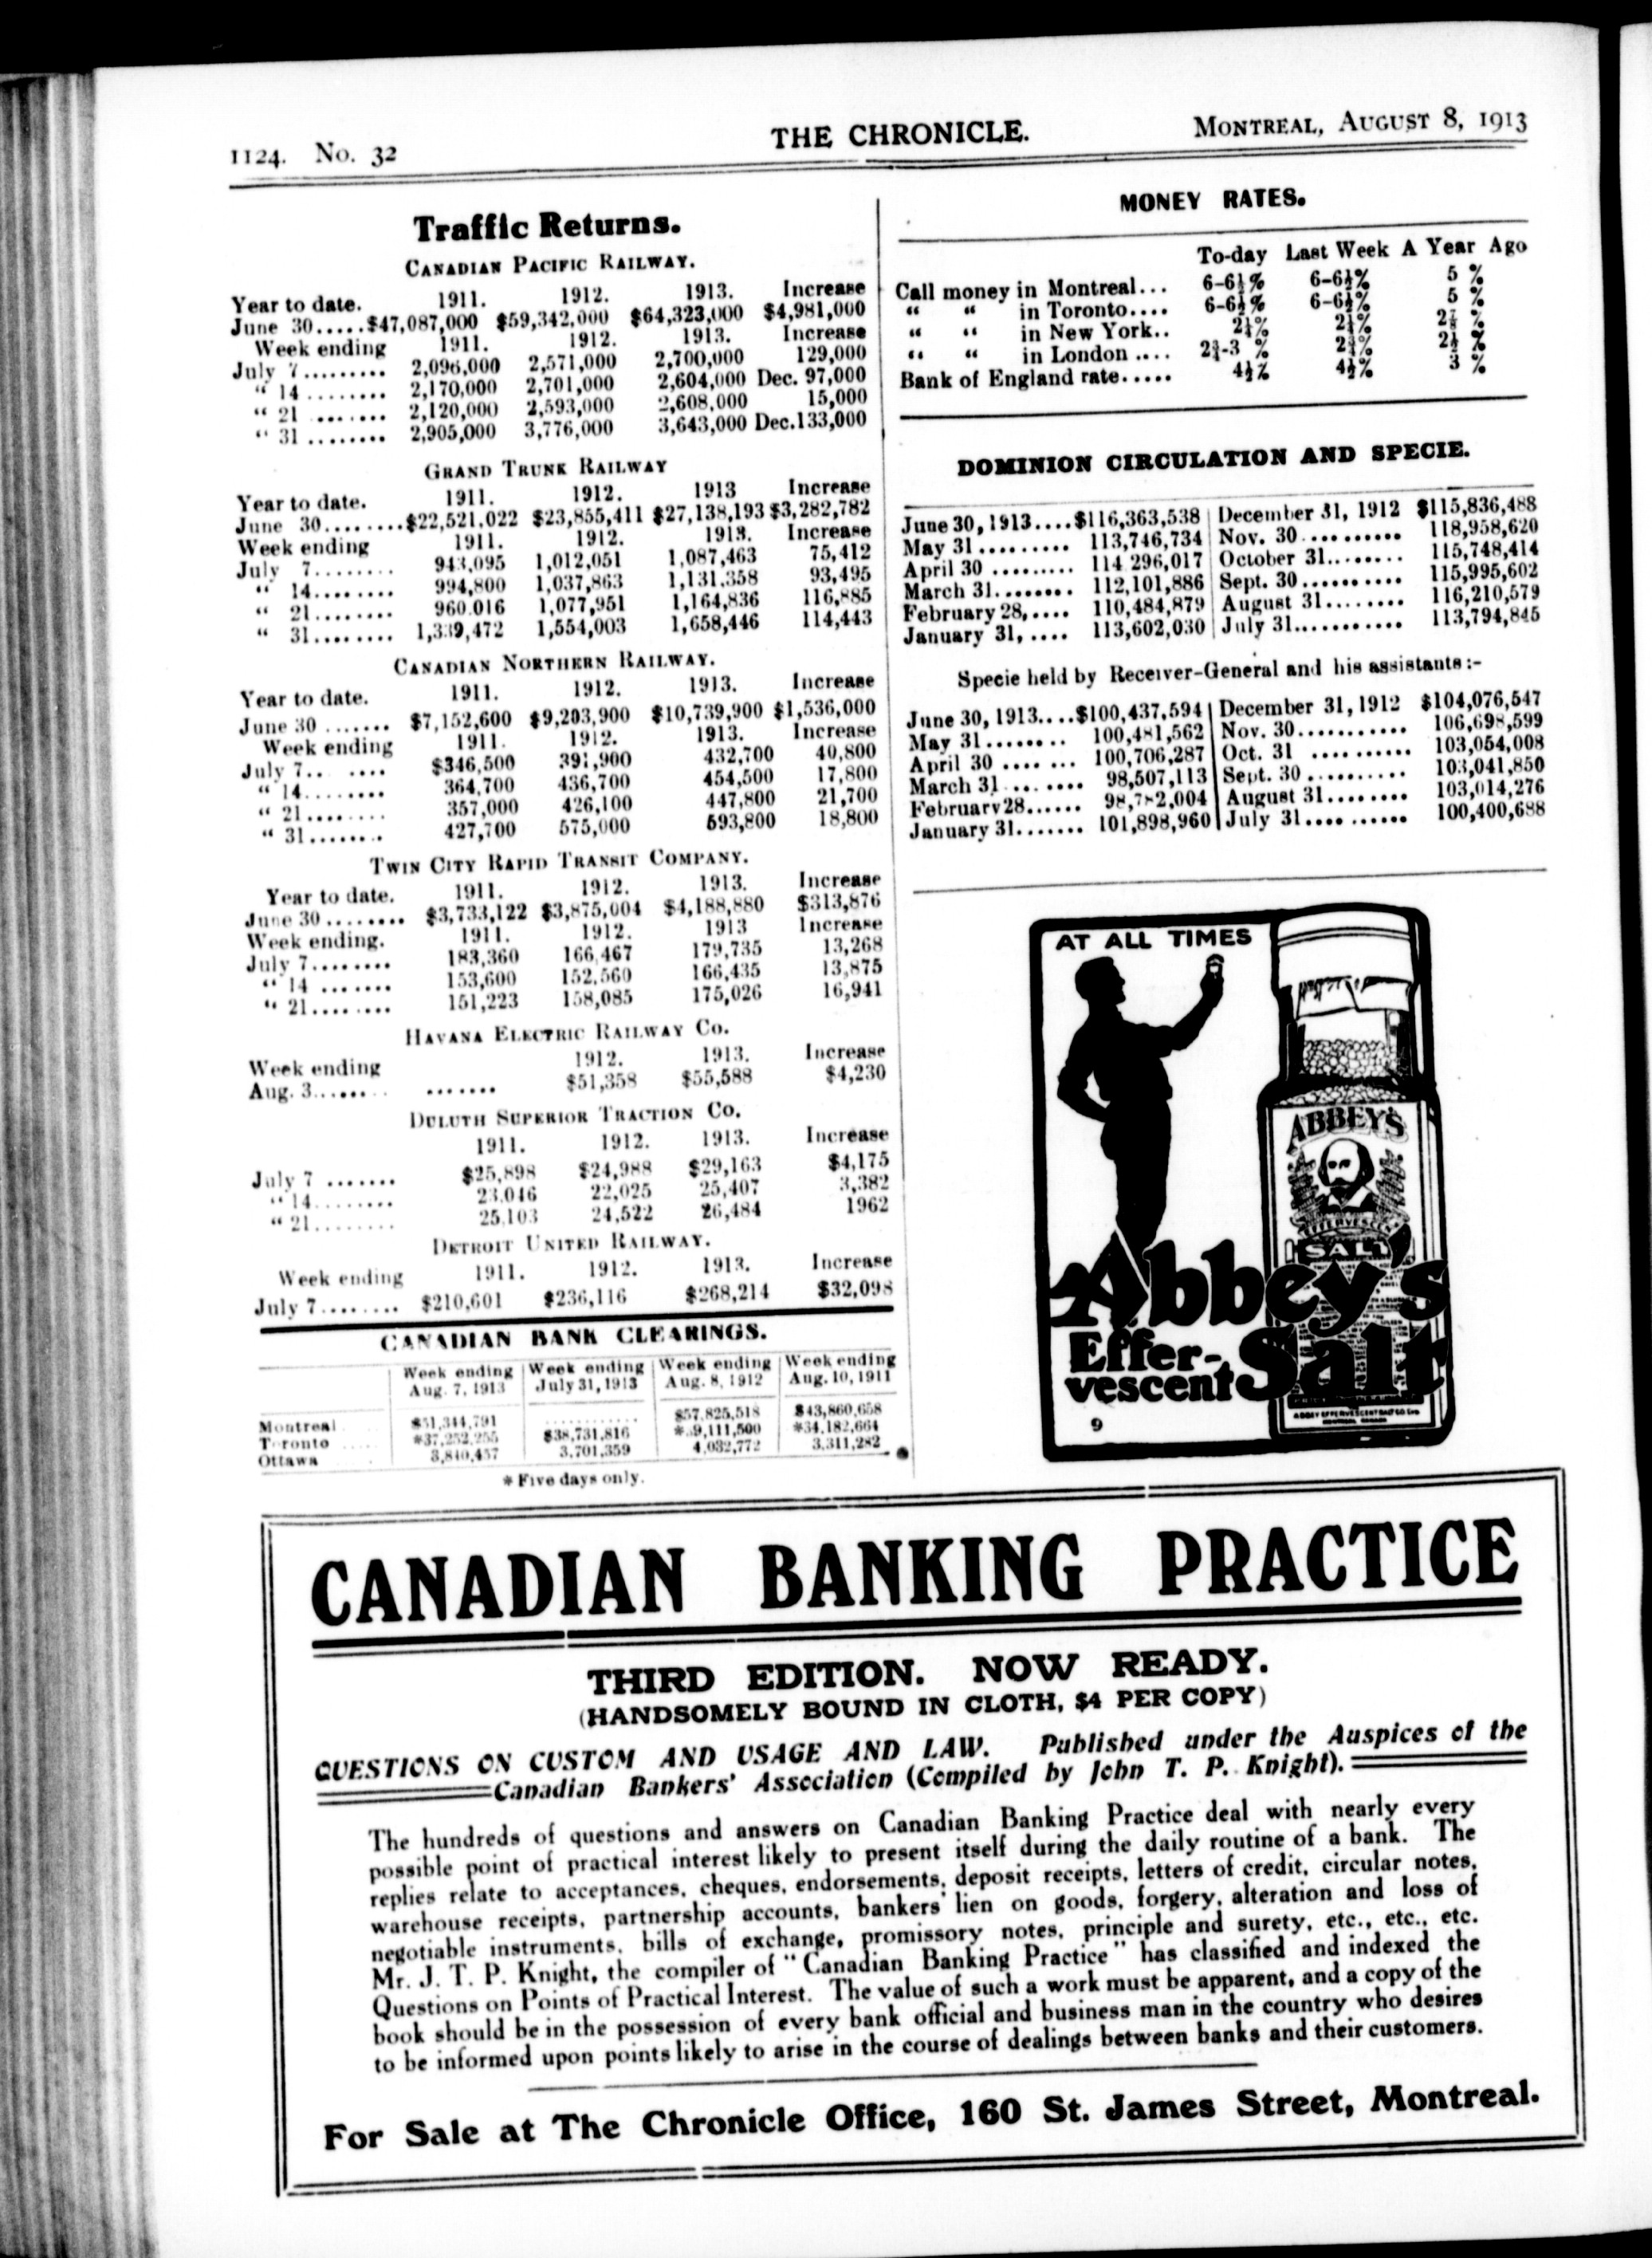 1124. No. 32 THE CHRONICLE. MONTREAL, AUGUST 8, 1913
Traffic Returns.
CANADIAN PACIFIC RAILWAY.
Year to date. 1911. 1912. 1913. Increase
June 30.....$47,087,000 $59,342,000 $64,323,000 $4,981,000
Week ending 1911. 1912. 1913. Increase
July 7......... 2,096,000 2,571,000 2,700,000 129,000
“ 14 ........ 2,170,000 2,701,000 2,604,000 Dec. 97,000
“ 21 ........ 2,120,000 2,593,000 2,608,000 15,000
“ 31 ........ 2,905,000 3,776,000 3,643,000 Dec.133,000
GRAND TRUNK RAILWAY
Year to date. 1911. 1912. 1913 Increase
June 30........$22,521,022 $23,855,411 $27,138,193 $3,282,782
Week ending 1911. 1912. 1913. Increase
July 7........ 943,095 1,012,051 1,087,463 75,412
“ 14........ 994,800 1,037,863 1,131,358 93,495
“ 21........ 960.016 1,077,951 1,164,836 116,885
“ 31........ 1,339,472 1,554,003 1,658,446 114,443
CANADIAN NORTHERN RAILWAY.
Year to date. 1911. 1912. 1913. Increase
June 30 ....... $7,152,600 $9,203,900 $10,739,900 $1,536,000
Week ending 1911. 1912. 1913. Increase
July 7.. .... $346,500 391,900 432,700 40,800
“ 14........ 364,700 436,700 454,500 17,800
“ 21........ 357,000 426,100 447,800 21,700
“ 31........ 427,700 575,000 593,800 18,800
TWIN CITY RAPID TRANSIT COMPANY.
Year to date. 1911. 1912. 1913. Increase
June 30 ........ $3,733,122 $3,875,004 $4,188,880 $313,876
Week ending. 1911. 1912. 1913 Increase
July 7........ 183,360 166,467 179,735 13,268
“ 14 ....... 153,600 152,560 166,435 13,875
“ 21........ 151,223 158,085 175,026 16,941
HAVANA ELECTRIC RAILWAY CO.
Week ending 1912. 1913. Increase
Aug. 3........ ....... $51,358 $55,588 $4,230
DULUTH SUPERIOR TRACTION CO.
1911. 1912. 1913. Increase
July 7 ....... $25,898 $24,988 $29,163 $4,175
“ 14........ 23.046 22,025 25,407 3,382
“ 21........ 25,103 24,522 26,484 1962
DETROIT UNITED RAILWAY.
Week ending 1911. 1912. 1913. Increase
July 7........ $210,601 $236,116 $268,214 $32,098
CANADIAN BANK CLEARINGS.
Week ending Week ending Week ending Week ending
Aug. 7, 1913 July 31, 1913 Aug. 8, 1912 Aug. 10, 1911
Montreal $51,344,791 ............ $57,825,518 $43,860,658
Toronto ..... *37,252,255 $38,731,816 *34,182,664
Ottawa 3,840,457 3,701,359 4,032,772 3,311,282
* Five days only.
MONEY RATES.
To-day Last Week A Year Ago
Call money in Montreal... 6-6½% 6-6½% 5 %
“ “ in Toronto.... 6-6½% 6-6½% 5 %
“ “ in New York..
“ “ in London .... 2¾-3 % 2¾%
Bank of England rate..... 4½% 4½% 3 %
DOMINION CIRCULATION AND SPECIE.
June 30, 1913....$116,363,538 December 31, 1912 $115,836,488
May 31......... 113,746,734 Nov. 30.......... 118,958,620
April 30 ......... 114 296,017 October 31........ 115,748,414
March 31........ 112,101,886 Sept. 30........... 115,995,602
February 28,.... 110,484,879 August 31........ 116,210,579
January 31, .... 113,602,030 July 31............ 113,794,845
Specie held by Receiver-General and his assistants :-
June 30, 1913....$100,437,594 December 31, 1912 $104,076,547
May 31........ 100,481,562 Nov. 30........... 106,698,599
April 30 .... ... 100,706,287 Oct. 31 .......... 103,054,008
March 31 ... .... 98,507,113 Sept. 30.......... 103,041,850
February 28...... 98,782,004 August 31........ 103,014,276
January 31....... 101,898,960 July 31.... ...... 100,400,688
AT ALL TIMES
ABBEY'S
EFFERVESCENT
SALT
Abbey's
Effer-
vescent Salt
9
CANADIAN BANKING PRACTICE
THIRD EDITION. NOW READY.
(HANDSOMELY BOUND IN CLOTH, $4 PER COPY)
QUESTIONS ON CUSTOM AND USAGE AND LAW. Published under the Auspices of the
Canadian Bankers' Association (Compiled by John T. P. Knight).
The hundreds of questions and answers on Canadian Banking Practice deal with nearly every
possible point of practical interest likely to present itself during the daily routine of a bank. The
replies relate to acceptances, cheques, endorsements, deposit receipts, letters of credit, circular notes,
warehouse receipts, partnership accounts, bankers' lien on goods, forgery, alteration and loss of
negotiable instruments, bills of exchange, promissory notes, principle and surety, etc., etc., etc.
Mr. J. T. P. Knight, the compiler of “Canadian Banking Practice” has classified and indexed the
Questions on Points of Practical Interest. The value of such a work must be apparent, and a copy of the
book should be in the possession of every bank official and business man in the country who desires
to be informed upon points likely to arise in the course of dealings between banks and their customers.
For Sale at The Chronicle Office, 160 St. James Street, Montreal.